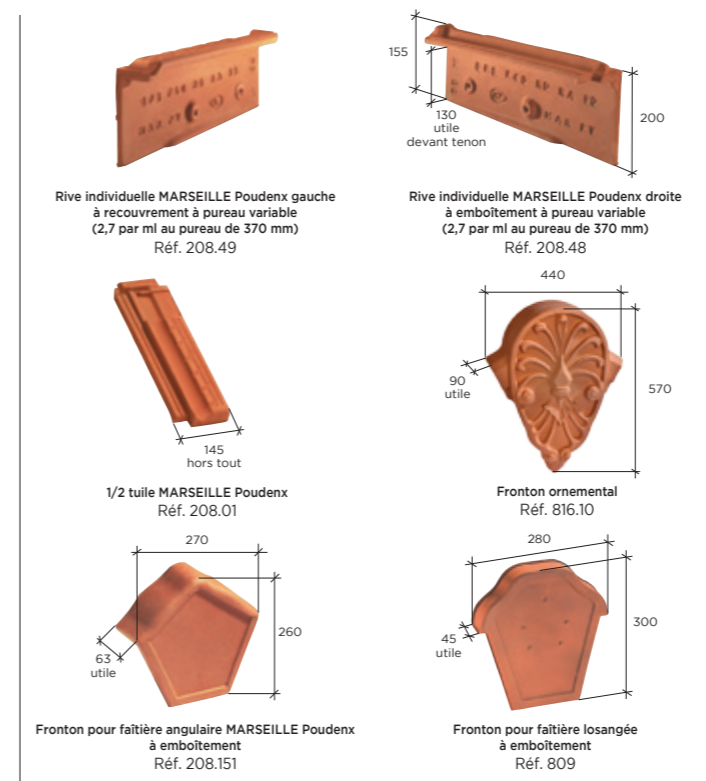 155
130
utile
devant tenon
200
Rive individuelle MARSEILLE Poudenx gauche
à recouvrement à pureau variable
(2,7 par ml au pureau de 370 mm)
Réf. 208.49
Rive individuelle MARSEILLE Poudenx droite
à emboîtement à pureau variable
(2,7 par ml au pureau de 370 mm)
Réf. 208.48
145
hors tout
1/2 tuile MARSEILLE Poudenx
Réf. 208.01
440
90
utile
570
Fronton ornemental
Réf. 816.10
270
260
63
utile
Fronton pour faîtière angulaire MARSEILLE Poudenx
à emboîtement
Réf. 208.151
280
300
45
utile
Fronton pour faîtière losangée
à emboîtement
Réf. 809